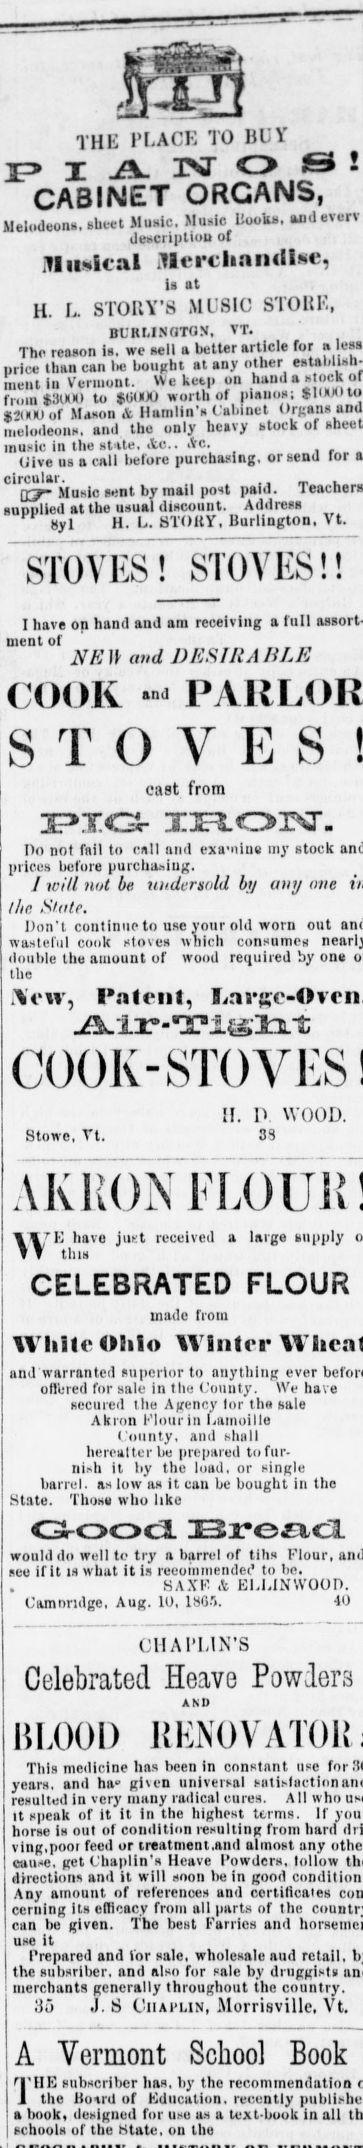 THE PLACE TO BUY
PIANOS!
CABINET ORGANS,
Melodeons, sheet Music, Music Books, and everv
description of
Musical Merchandise,
is at
H. L. STORY'S MUSIC STORE,
BURLINGTON, VT.
The reason is, we sell a better article for a less
price than can be bought at any other establish-
ment in Vermont. We keep on hand a stock of
from $3000 to $6000 worth of pianos; $1000 to
$2000 of Mason & Hamlin's Cabinet Organs and
melodeons, and the only heavy stock of sheet
music in the state, &c.. &c.
Give us a call before purchasing, or send for a
circular.
☞ Music sent by mail post paid. Teachers
supplied at the usual discount. Address
8y1 H. L. STORY, Burlington, Vt.
STOVES! STOVES!!
I have on hand and am receiving a full assort-
ment of
NEW and DESIRABLE
COOK and PARLOR
STOVES!
cast from
PIG IRON.
Do not fail to call and examine my stock and
prices before purchasing.
I will not be undersold by any one in
the State.
Don't continue to use your old worn out and
wasteful cook stoves which consumes nearly
double the amount of wood required by one o
the
New, Patent, Large-Oven,
Air-Tight
COOK-STOVES!
H. D. WOOD.
Stowe, Vt. 38
AKRON FLOUR!
WE have just received a large supply o
this
CELEBRATED FLOUR
made from
White Ohio Winter Wheat
and warranted superior to anything ever before
offered for sale in the County. We have
secured the Agency for the sale
Akron Flour in Lamoille
County, and shall
hereafter be prepared to fur-
nish it by the load, or single
barrel. as low as it can be bought in the
State. Those who like
Good Bread
would do well to try a barrel of tihs Flour, and
see if it is what it is recommended to be.
SAXE & ELLINWOOD.
Cambridge, Aug. 10, 1865. 40
CHAPLIN'S
Celebrated Heave Powders
AND
BLOOD RENOVATOR:
This medicine has been in constant use for 30
years, and has given universal satisfaction and
resulted in very many radical cures. All who use
it speak of it it in the highest terms. If you
horse is out of condition resulting from hard dri
ving, poor feed or treatment, and almost any othe
cause, get Chaplin's Heave Powders, follow the
directions and it will soon be in good condition
Any amount of references and certificates con
cerning its efficacy from all parts of the country
can be given. The best Farries and horsemen
use it
Prepared and for sale, wholesale aud retail, by
the subsriber, and also for sale by druggists and
merchants generally throughout the country.
35 J. S CHAPLIN, Morrisville, Vt.
A Vermont School Book
THE subscriber has, by the recommendation o
the Board of Education, recently publishe
a book, designed for use as a text-book in all th
schools of the State, on the